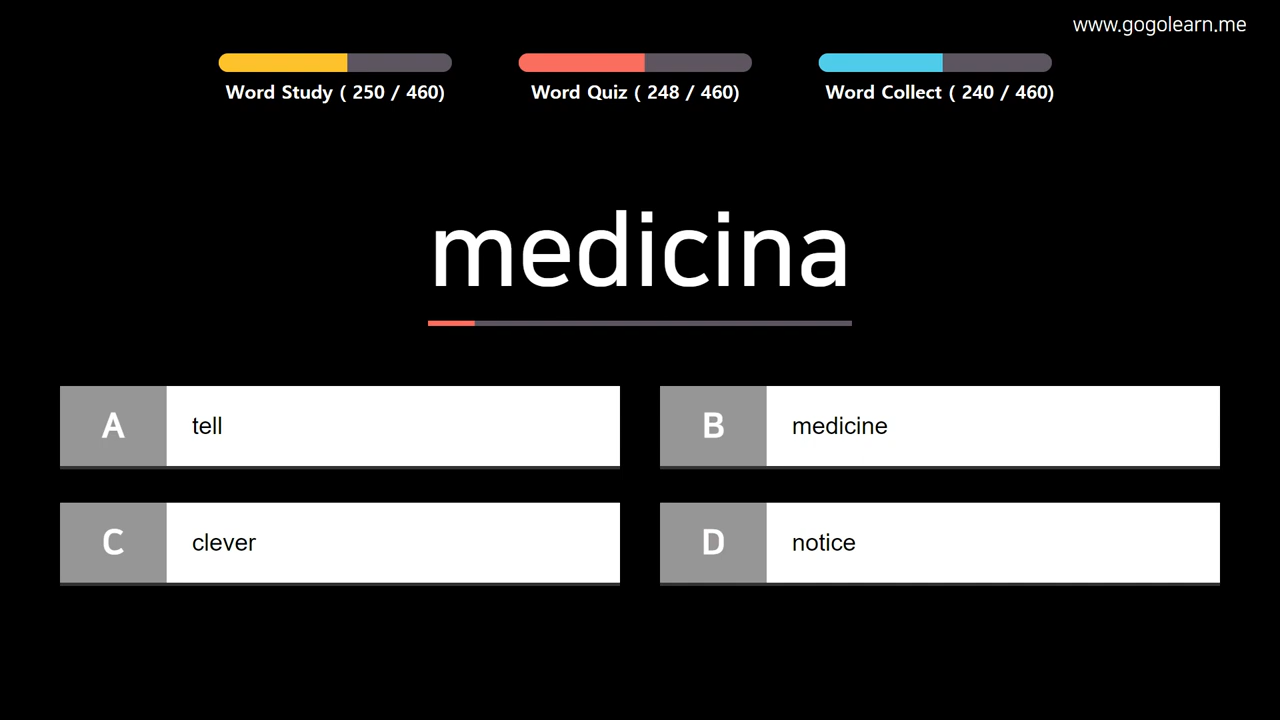 www.gogolearn.me
Word Study ( 250 / 460)
Word Quiz ( 248 / 460)
Word Collect ( 240 / 460)
medicina
A tell
B medicine
C clever
D notice